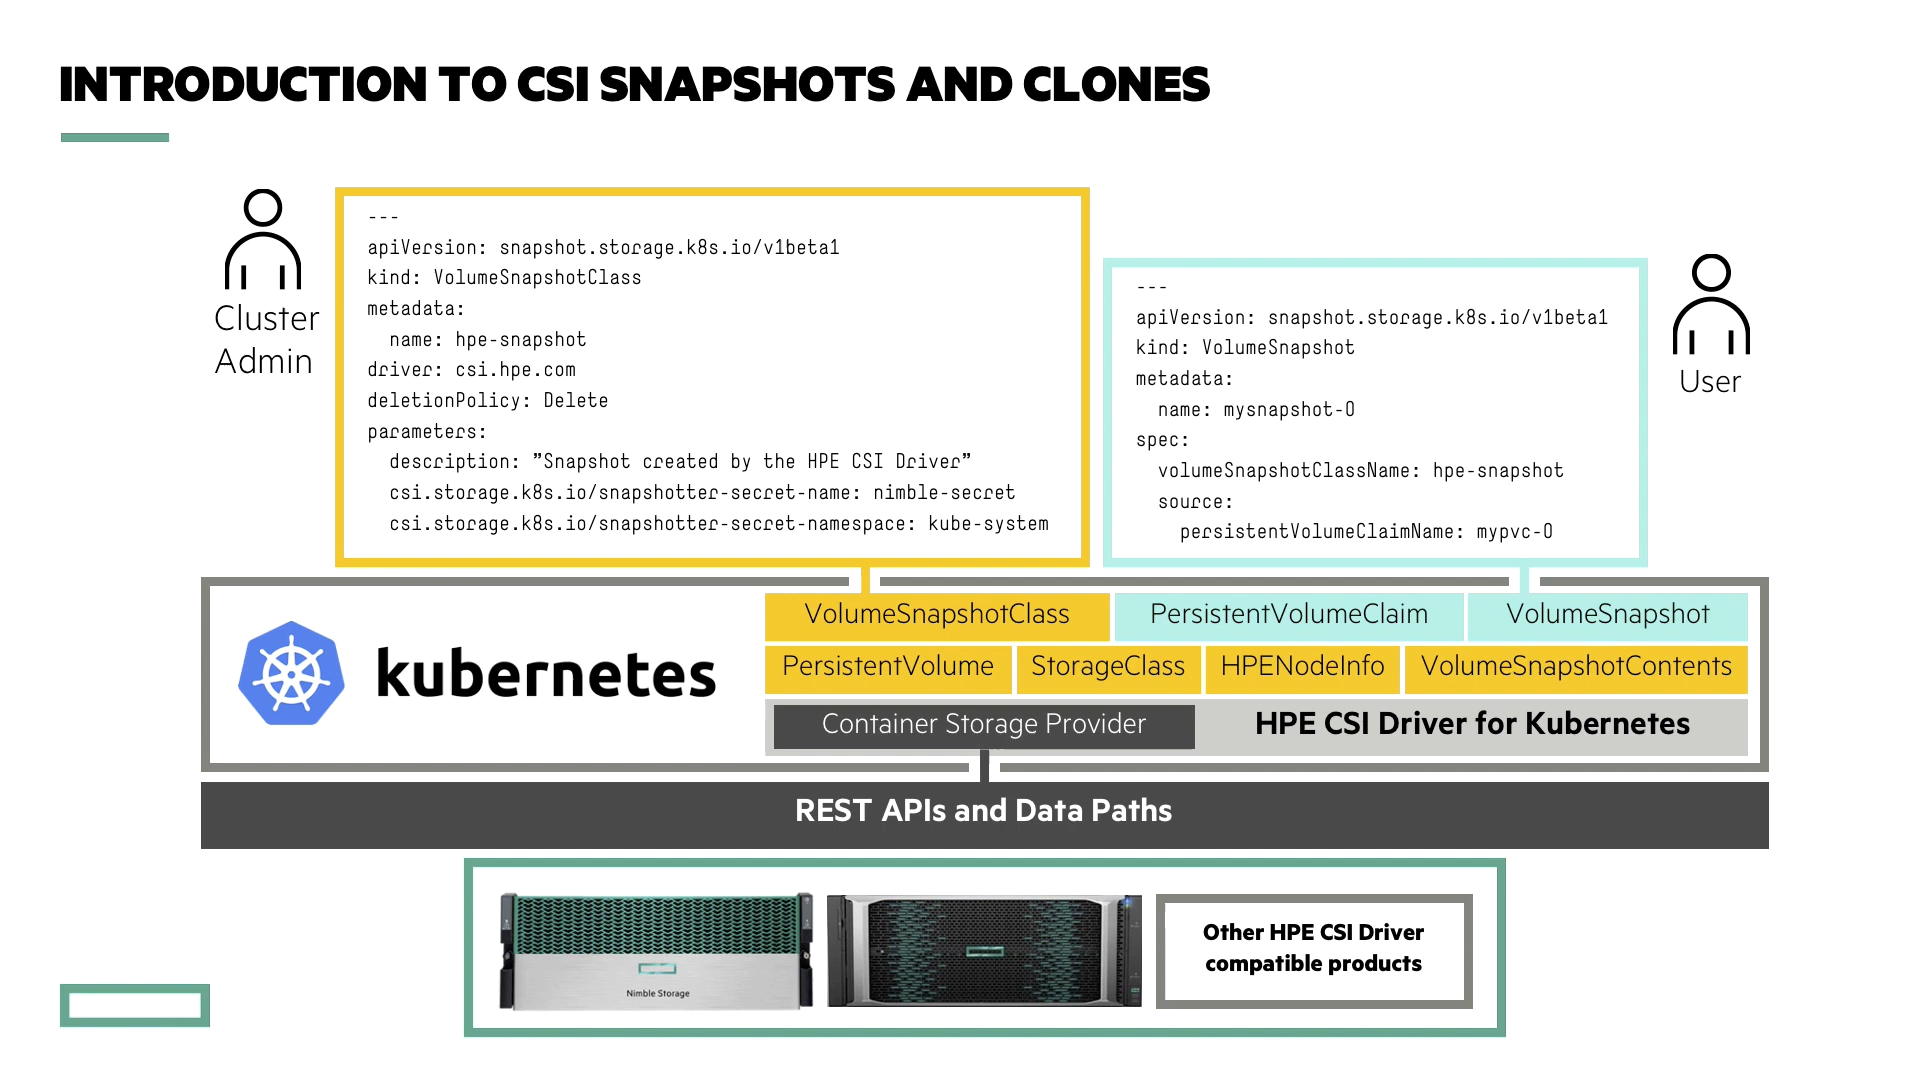 INTRODUCTION TO CSI SNAPSHOTS AND CLONES
Cluster
Admin
---
apiVersion: snapshot.storage.k8s.io/v1beta1
kind: VolumeSnapshotClass
metadata:
  name: hpe-snapshot
driver: csi.hpe.com
deletionPolicy: Delete
parameters:
  description: ”Snapshot created by the HPE CSI Driver”
  csi.storage.k8s.io/snapshotter-secret-name: nimble-secret
  csi.storage.k8s.io/snapshotter-secret-namespace: kube-system
---
apiVersion: snapshot.storage.k8s.io/v1beta1
kind: VolumeSnapshot
metadata:
  name: mysnapshot-0
spec:
  volumeSnapshotClassName: hpe-snapshot
  source:
    persistentVolumeClaimName: mypvc-0
User
kubernetes
VolumeSnapshotClass
PersistentVolumeClaim
VolumeSnapshot
PersistentVolume
StorageClass
HPENodeInfo
VolumeSnapshotContents
Container Storage Provider
HPE CSI Driver for Kubernetes
REST APIs and Data Paths
Nimble Storage
Other HPE CSI Driver
compatible products